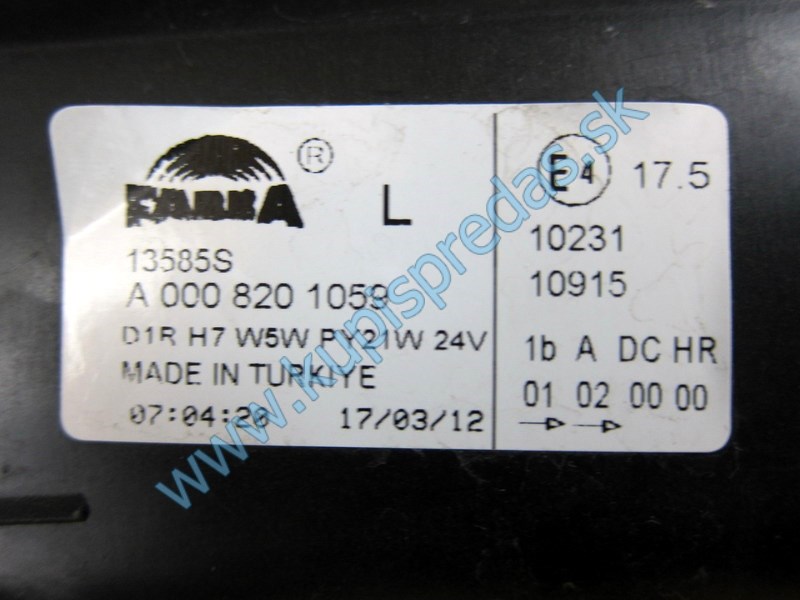 FARBA ® L
13585S
A 000 820 1059
D1R H7 W5W PY21W 24V
MADE IN TURKIYE
07:04:20 17/03/12
E4 17.5
10231
10915
1b A DC HR
01 02 00 00
www.kupispredas.sk